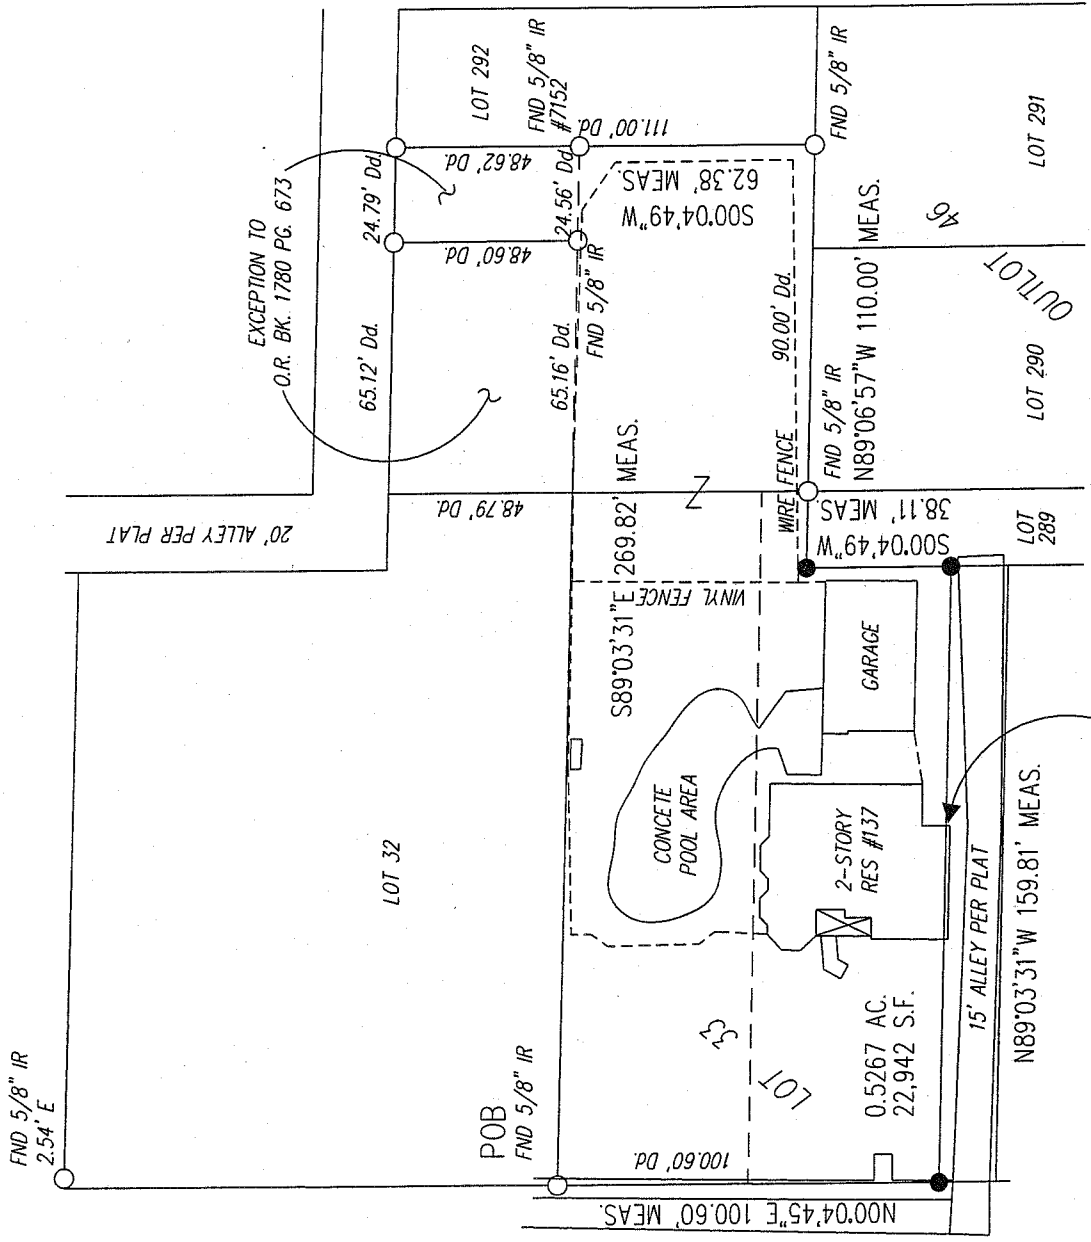 FND 5/8" IR
2.54' E
EXCEPTION TO
O.R. BK. 1780 PG. 673
20' ALLEY PER PLAT
LOT 32
65.12' Dd.
24.79' Dd.
48.79' Dd.
48.60' Dd.
48.62' Dd.
LOT 292
FND 5/8" IR
#7152
111.00' Dd.
65.16' Dd.
24.56' Dd.
FND 5/8" IR
S00°04'49"W
62.38' MEAS.
FND 5/8" IR
POB
FND 5/8" IR
S89°03'31"E 269.82' MEAS.
VINYL FENCE
WIRE FENCE
90.00' Dd.
N89°06'57"W 110.00' MEAS.
FND 5/8" IR
S00°04'49"W
38.11' MEAS.
OUTLOT 46
LOT 291
LOT 290
LOT
289
CONCETE
POOL AREA
GARAGE
2-STORY
RES #137
LOT 33
100.60' Dd.
N00°04'45"E 100.60' MEAS.
0.5267 AC.
22,942 S.F.
15' ALLEY PER PLAT
N89°03'31"W 159.81' MEAS.